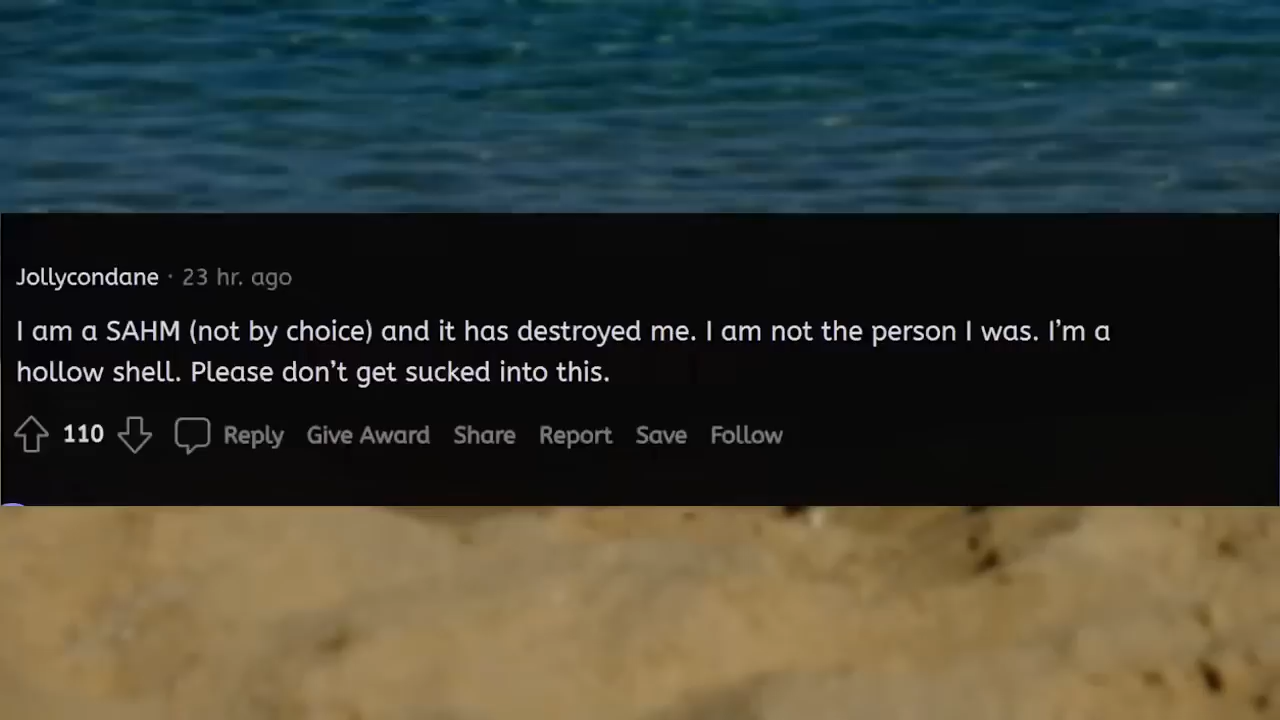 Jollycondane · 23 hr. ago
I am a SAHM (not by choice) and it has destroyed me. I am not the person I was. I’m a
hollow shell. Please don’t get sucked into this.
110 Reply Give Award Share Report Save Follow